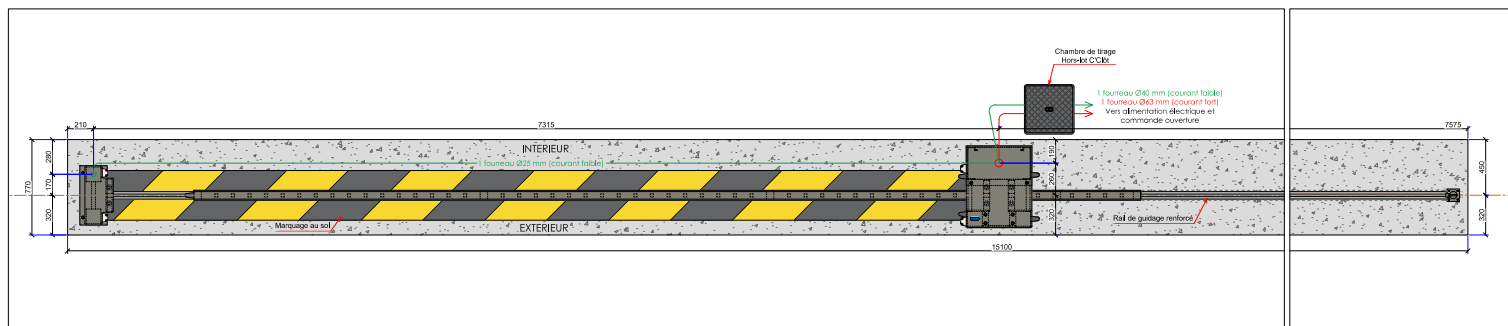 Chambre de tirage
Hors-lot C'Clôt
1 fourreau Ø40 mm (courant faible)
1 fourreau Ø63 mm (courant fort)
Vers alimentation électrique et
commande ouverture
210
7315
7575
INTERIEUR
1 fourreau Ø25 mm (courant faible)
770
280
170
320
190
260
320
450
320
Marquage au sol
EXTERIEUR
Rail de guidage renforcé
15100